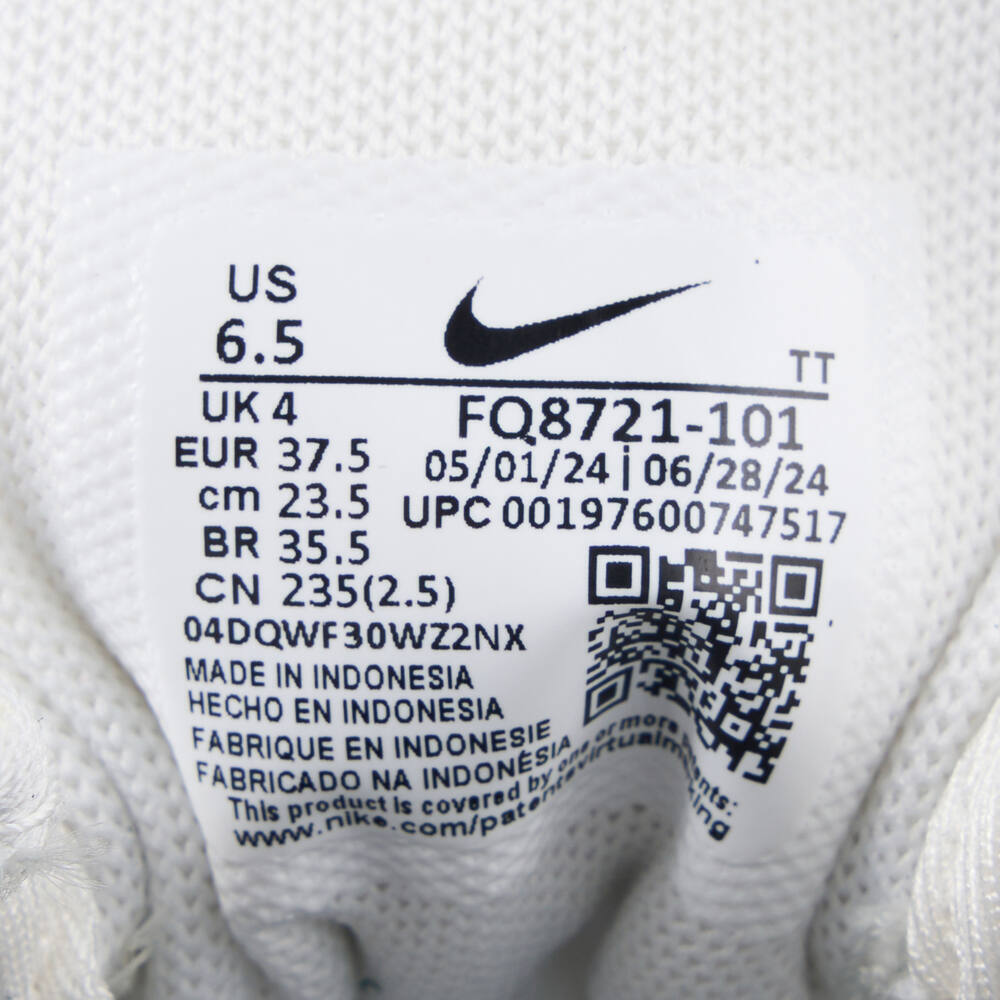 US
6.5
TT
UK 4
EUR 37.5
cm 23.5
BR 35.5
CN 235(2.5)
FQ8721-101
05/01/24 | 06/28/24
UPC 00197600747517
04DQWF30WZ2NX
MADE IN INDONESIA
HECHO EN INDONESIA
FABRIQUE EN INDONESIE
FABRICADO NA INDONÉSIA
This product is covered by one or more
www.nike.com/patentsvirtual